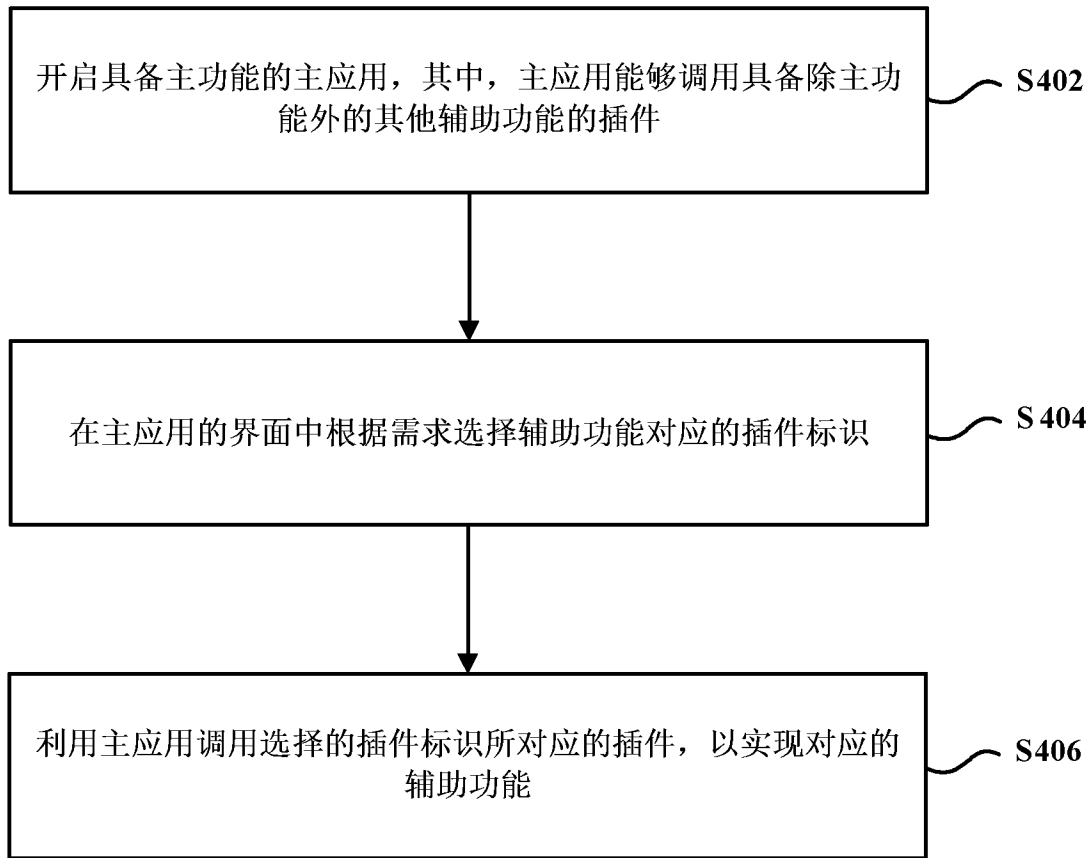 开启具备主功能的主应用，其中，主应用能够调用具备除主功
能外的其他辅助功能的插件
S402
在主应用的界面中根据需求选择辅助功能对应的插件标识
S404
利用主应用调用选择的插件标识所对应的插件，以实现对应的
辅助功能
S406